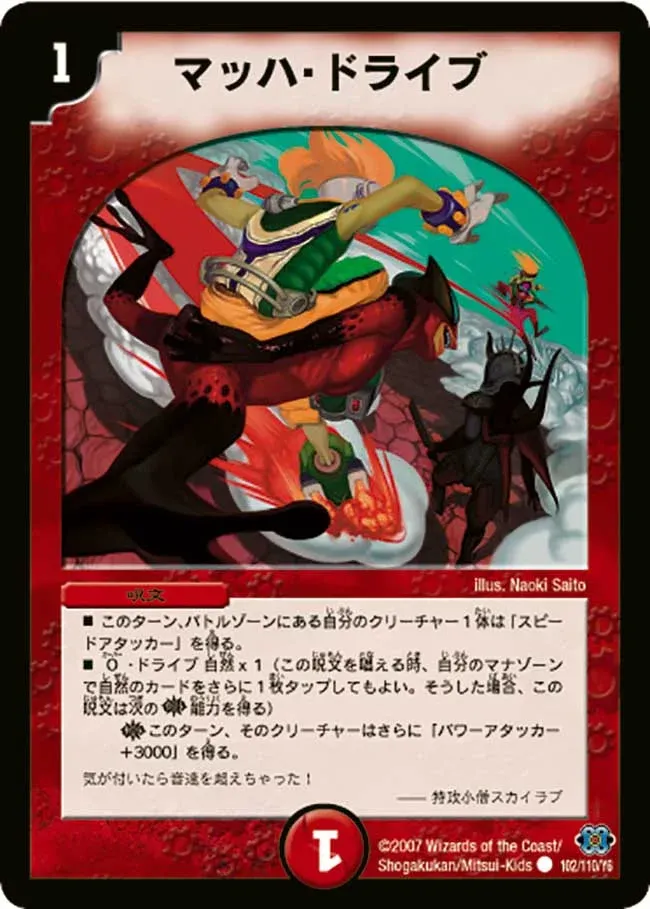 1
マッハ・ドライブ
illus. Naoki Saito
呪文
■ このターン、バトルゾーンにある自分のクリーチャー1体は「スピー
ドアタッカー」を得る。
■ O・ドライブ 自然x1（この呪文を唱える時、自分のマナゾーン
で自然のカードをさらに1枚タップしてもよい。そうした場合、この
呪文は次の 能力を得る）
このターン、そのクリーチャーはさらに「パワーアタッカー
+3000」を得る。
気が付いたら音速を超えちゃった！
―― 特攻小僧スカイラブ
1
©2007 Wizards of the Coast/
Shogakukan/Mitsui-Kids
102/110/Y6